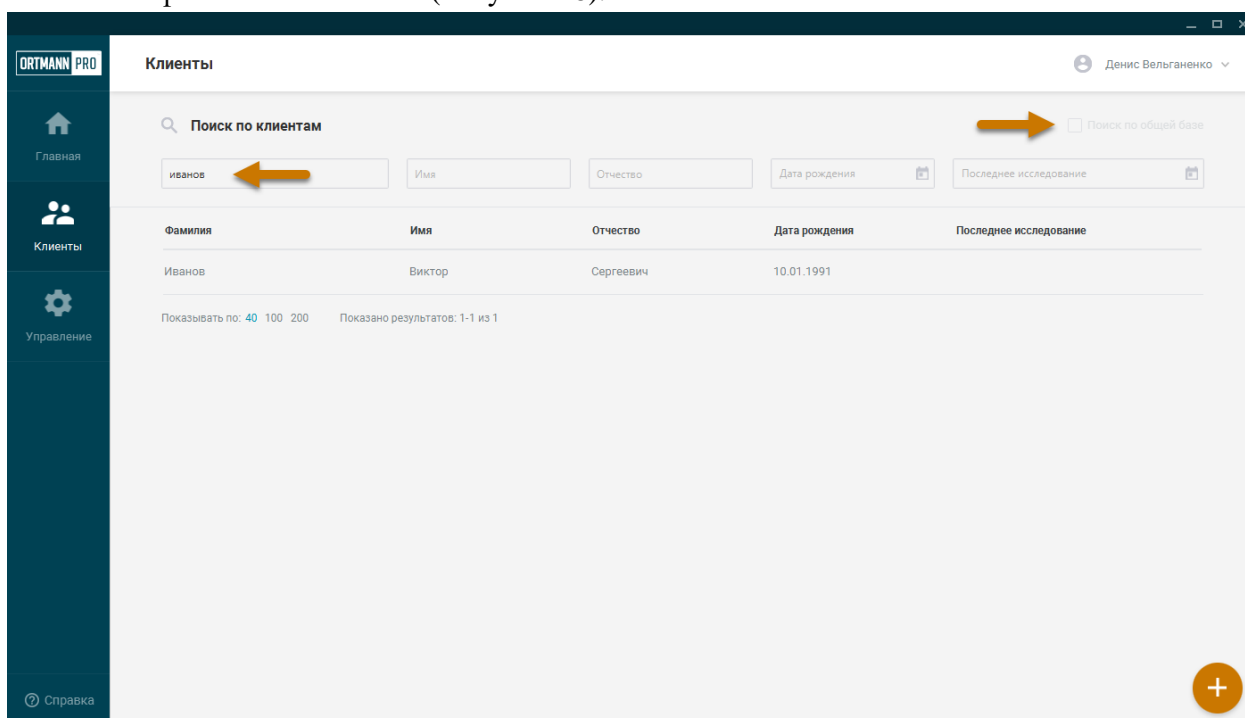 ORTMANN PRO
Клиенты
Денис Вельганенко
Главная
Клиенты
Управление
Справка
Поиск по клиентам
Поиск по общей базе
иванов
Имя
Отчество
Дата рождения
Последнее исследование
Фамилия Имя Отчество Дата рождения Последнее исследование
Иванов Виктор Сергеевич 10.01.1991
Показывать по: 40 100 200 Показано результатов: 1-1 из 1